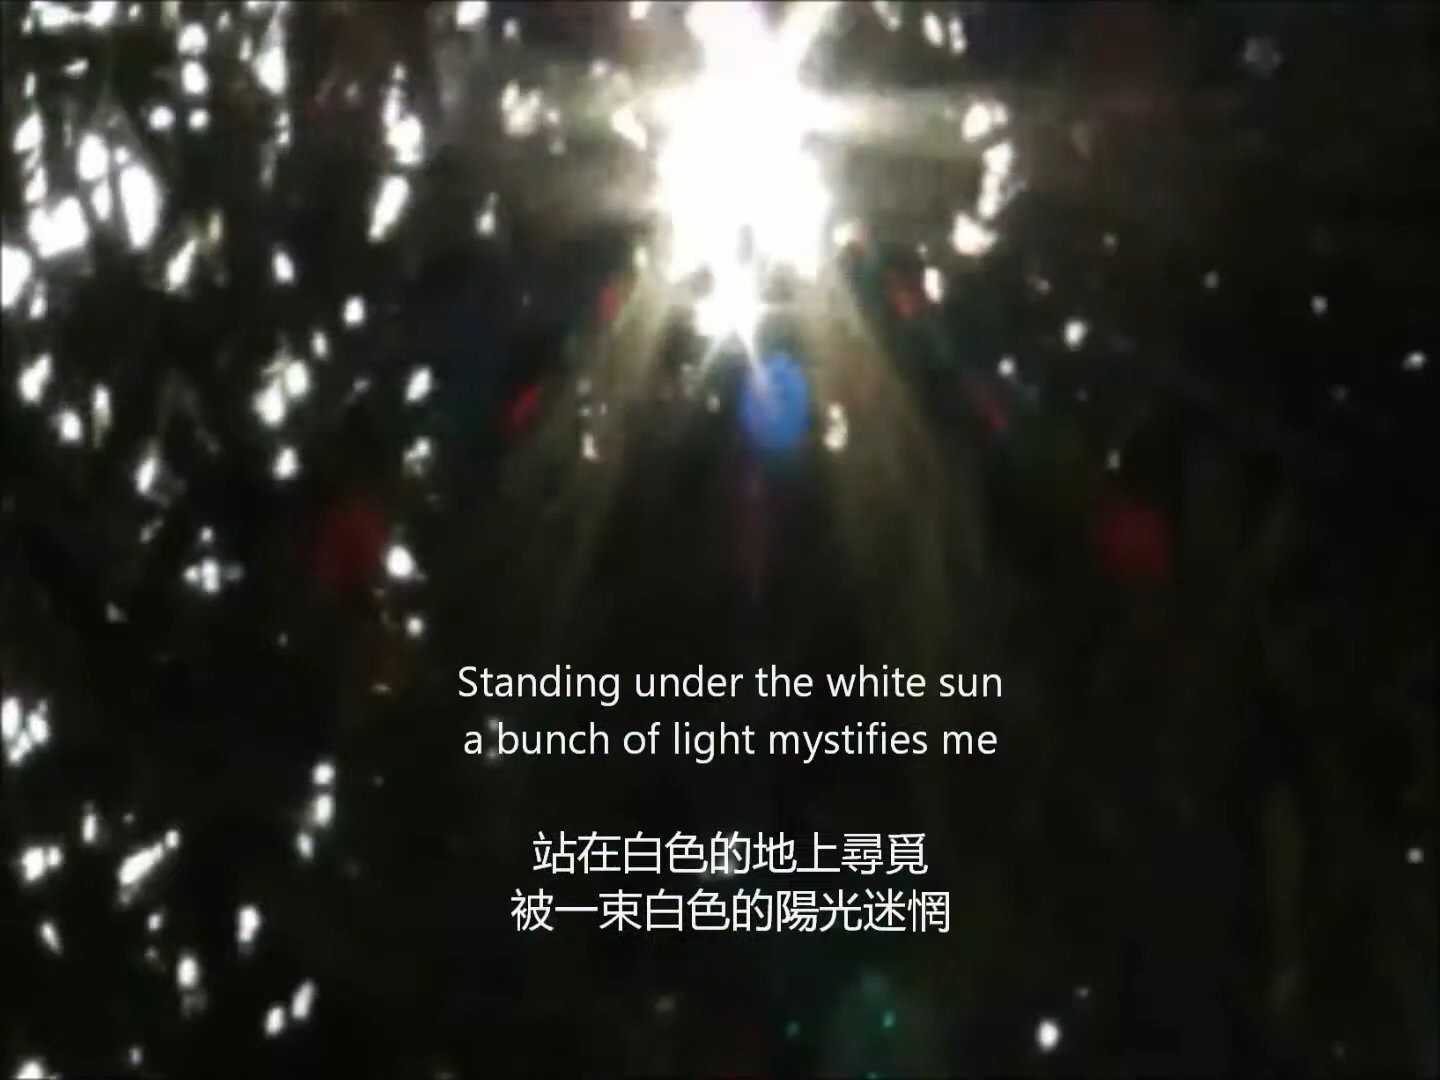 Standing under the white sun
a bunch of light mystifies me
站在白色的地上尋覓
被一束白色的陽光迷惘